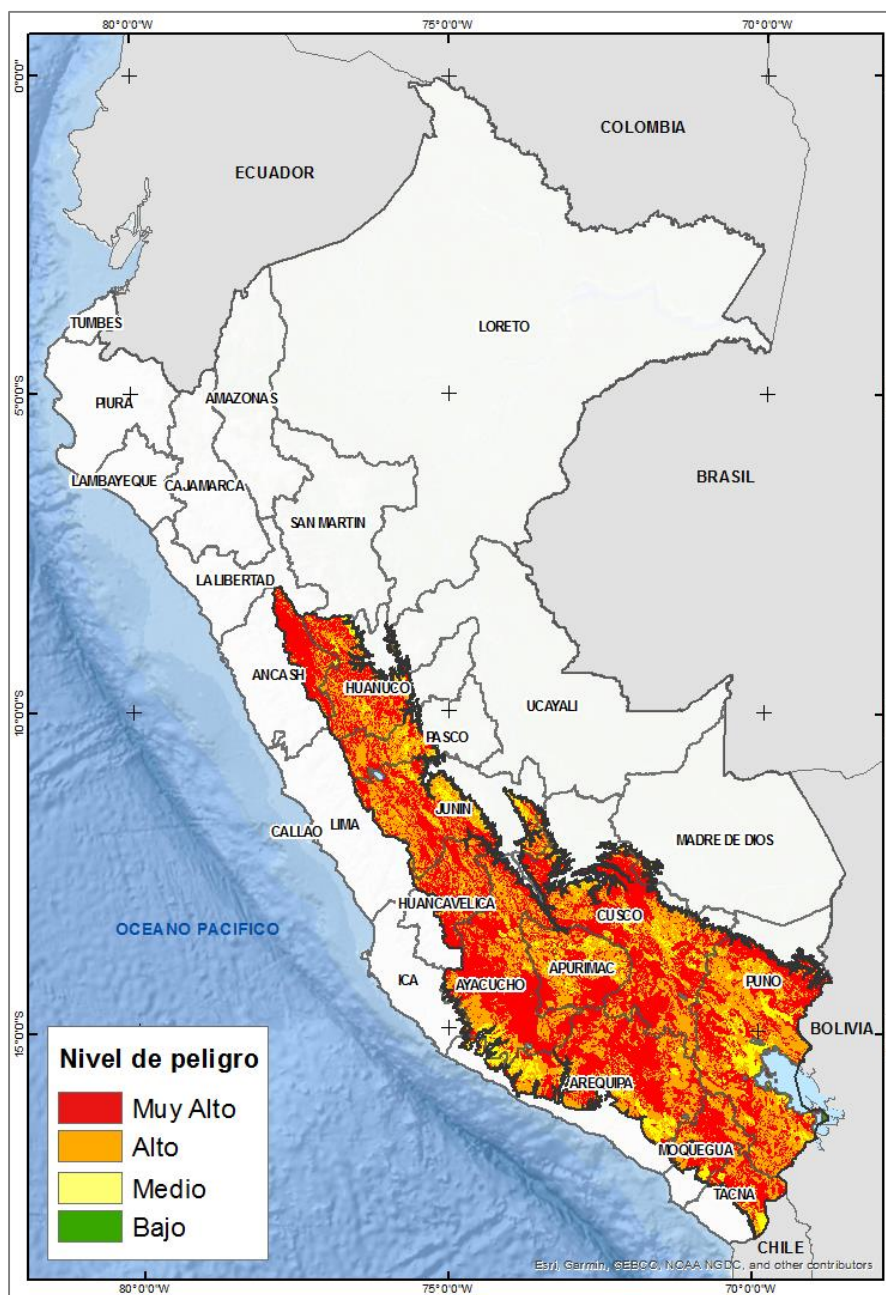 80°0'0"W 75°0'0"W 70°0'0"W
0°0'0"
COLOMBIA
ECUADOR
TUMBES
LORETO
5°0'0"S
PIURA
AMAZONAS
LAMBAYEQUE
CAJAMARCA
BRASIL
SAN MARTIN
LA LIBERTAD
ANCASH
HUANUCO
UCAYALI
10°0'0"S
PASCO
JUNIN
CALLAO
LIMA
MADRE DE DIOS
HUANCAVELICA
CUSCO
OCEANO PACIFICO
APURIMAC
ICA
AYACUCHO
PUNO
BOLIVIA
15°0'0"S
AREQUIPA
MOQUEGUA
TACNA
CHILE
Nivel de peligro
Muy Alto
Alto
Medio
Bajo
Esri, Garmin, GEBCO, NOAA NGDC, and other contributors
80°0'0"W 75°0'0"W 70°0'0"W